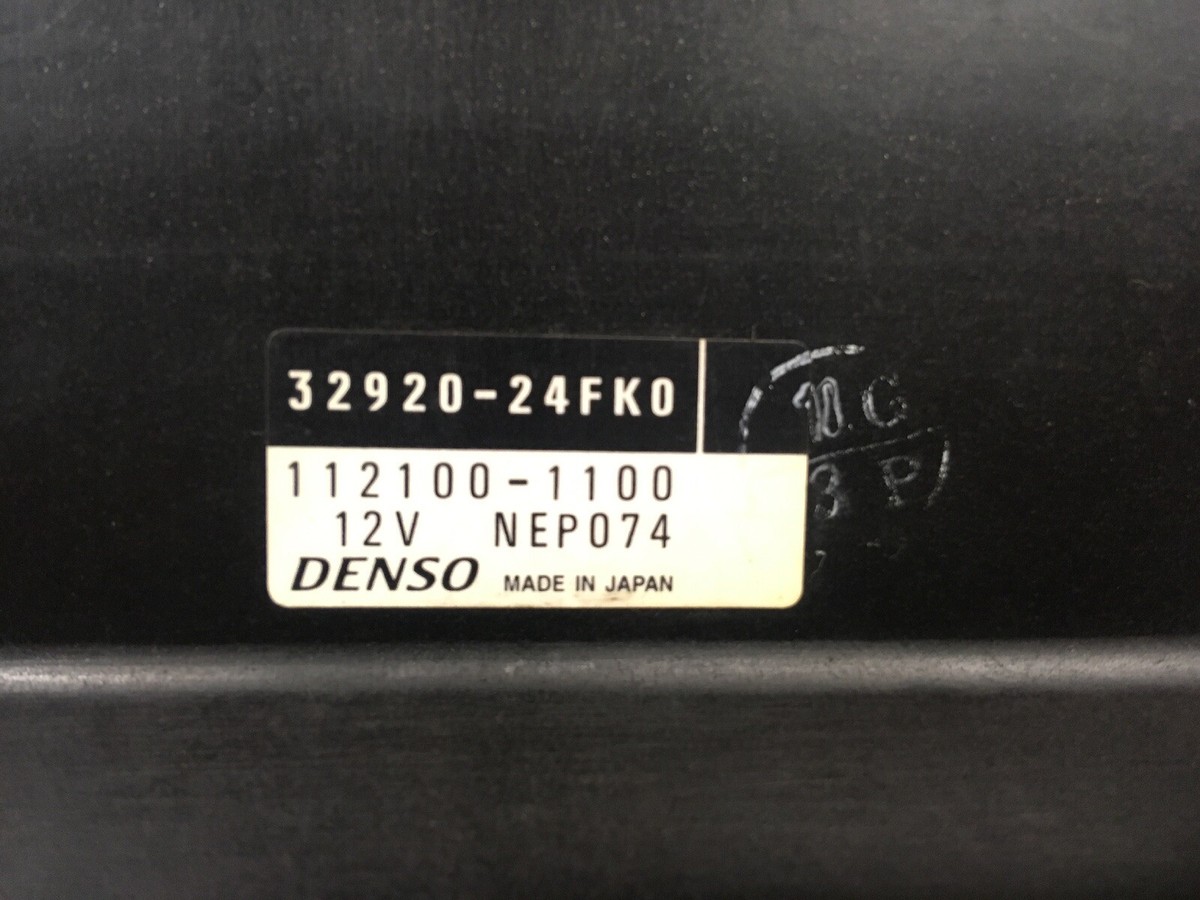 32920-24FK0
112100-1100
12V NEP074
DENSO MADE IN JAPAN